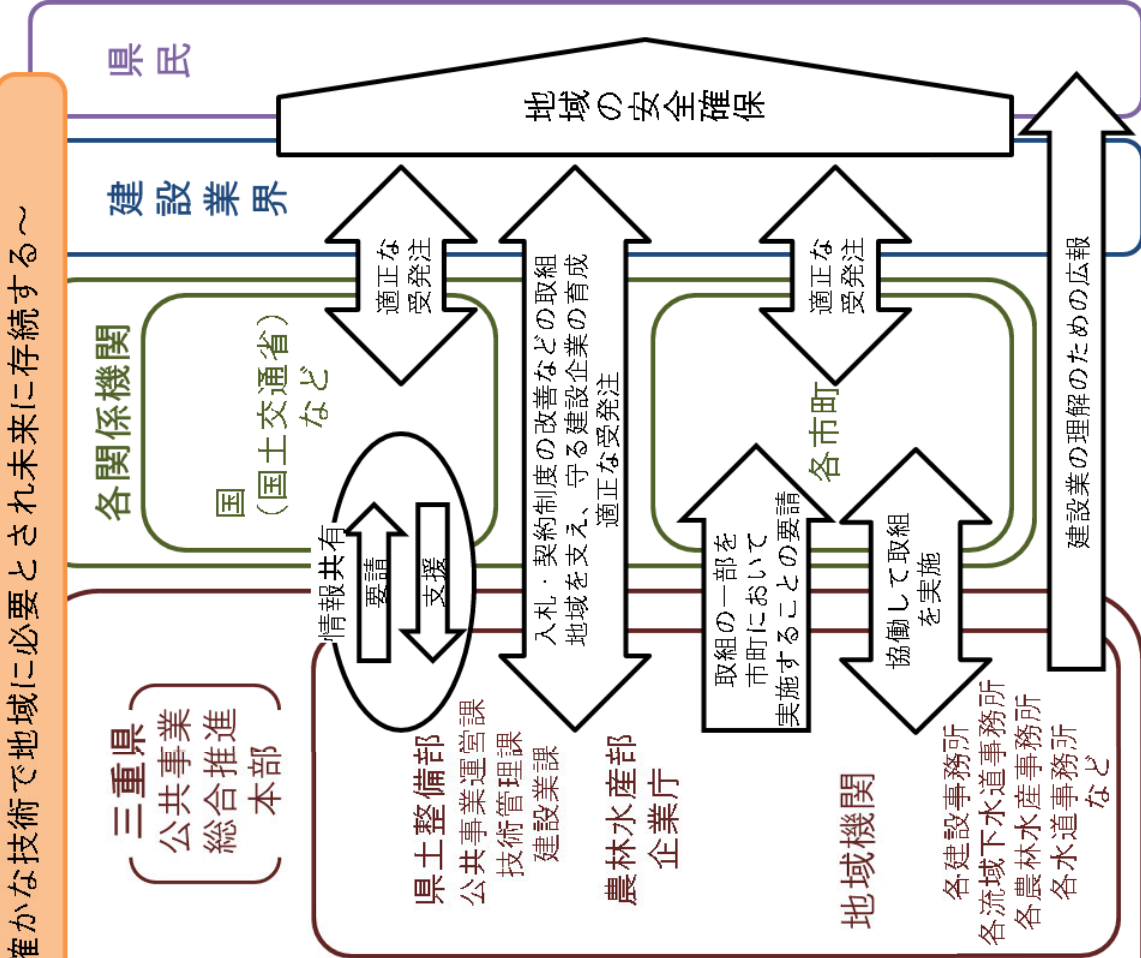 確かな技術で地域に必要とされ未来に存続する～
三重県
公共事業
総合推進
本部
各関係機関
建設業界
県民
県土整備部
公共事業運営課
技術管理課
建設業課
農林水産部
企業庁
地域機関
各建設事務所
各流域下水道事務所
各農林水産事務所
各水道事務所
など
国
（国土交通省）
など
情報共有
要請
支援
適正な
受発注
入札・契約制度の改善などの取組
地域を支え、守る建設企業の育成
適正な受発注
各市町
取組の一部を
市町において
実施することの要請
協働して取組
を実施
適正な
受発注
建設業の理解のための広報
地域の安全確保